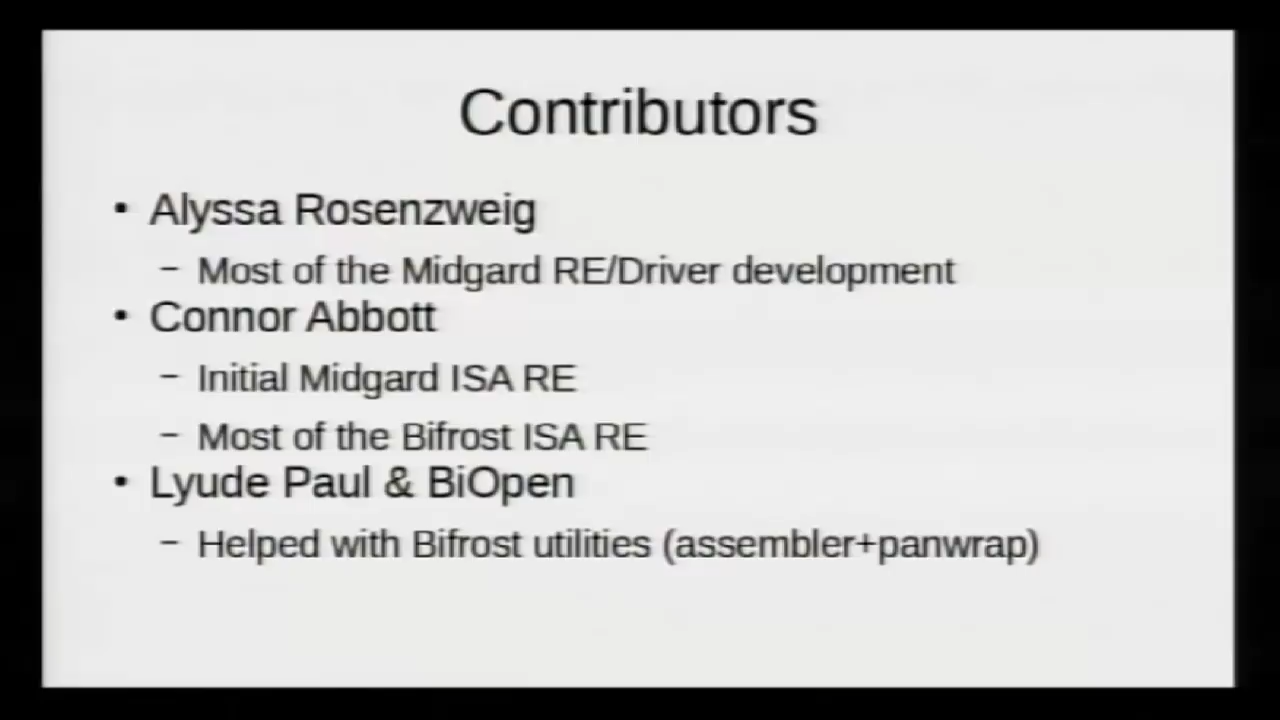 Contributors
• Alyssa Rosenzweig
– Most of the Midgard RE/Driver development
• Connor Abbott
– Initial Midgard ISA RE
– Most of the Bifrost ISA RE
• Lyude Paul & BiOpen
– Helped with Bifrost utilities (assembler+panwrap)